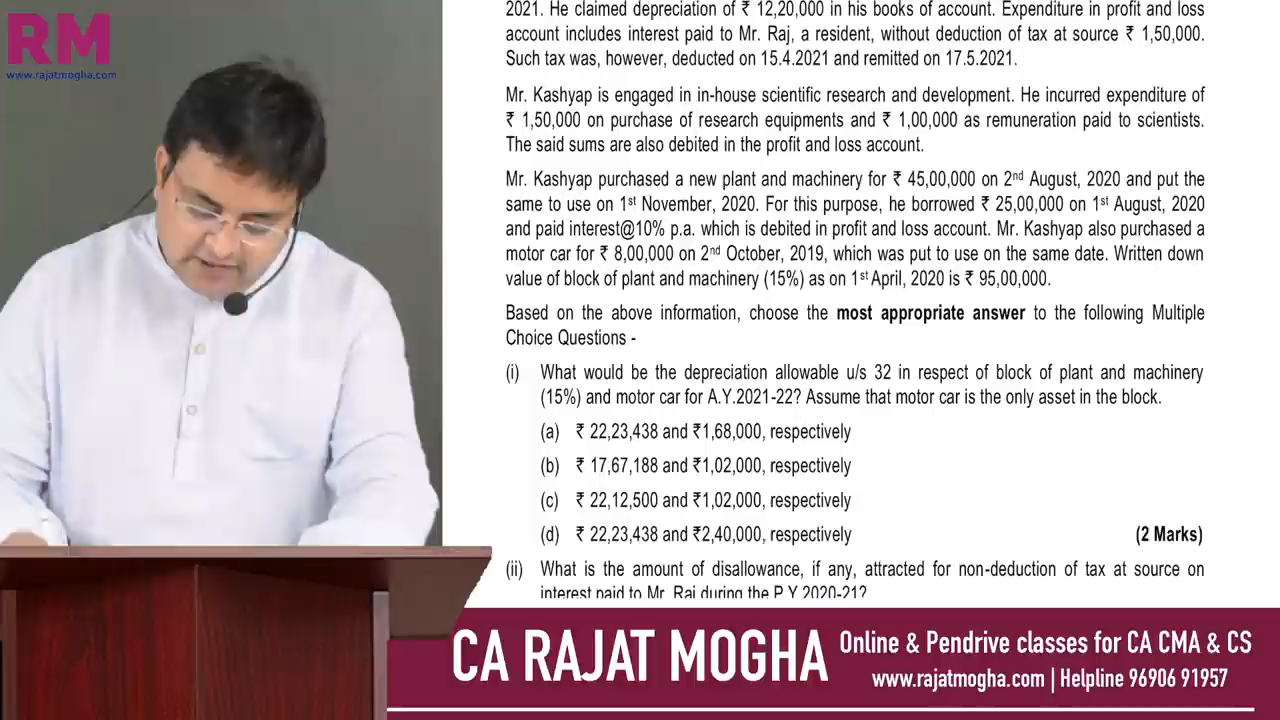 RM
www.rajatmogha.com
2021. He claimed depreciation of ₹ 12,20,000 in his books of account. Expenditure in profit and loss
account includes interest paid to Mr. Raj, a resident, without deduction of tax at source ₹ 1,50,000.
Such tax was, however, deducted on 15.4.2021 and remitted on 17.5.2021.
Mr. Kashyap is engaged in in-house scientific research and development. He incurred expenditure of
₹ 1,50,000 on purchase of research equipments and ₹ 1,00,000 as remuneration paid to scientists.
The said sums are also debited in the profit and loss account.
Mr. Kashyap purchased a new plant and machinery for ₹ 45,00,000 on 2nd August, 2020 and put the
same to use on 1st November, 2020. For this purpose, he borrowed ₹ 25,00,000 on 1st August, 2020
and paid interest@10% p.a. which is debited in profit and loss account. Mr. Kashyap also purchased a
motor car for ₹ 8,00,000 on 2nd October, 2019, which was put to use on the same date. Written down
value of block of plant and machinery (15%) as on 1st April, 2020 is ₹ 95,00,000.
Based on the above information, choose the most appropriate answer to the following Multiple
Choice Questions -
(i) What would be the depreciation allowable u/s 32 in respect of block of plant and machinery
(15%) and motor car for A.Y.2021-22? Assume that motor car is the only asset in the block.
(a) ₹ 22,23,438 and ₹1,68,000, respectively
(b) ₹ 17,67,188 and ₹1,02,000, respectively
(c) ₹ 22,12,500 and ₹1,02,000, respectively
(d) ₹ 22,23,438 and ₹2,40,000, respectively (2 Marks)
(ii) What is the amount of disallowance, if any, attracted for non-deduction of tax at source on
interest paid to Mr. Raj during the P.Y.2020-21?
CA RAJAT MOGHA
Online & Pendrive classes for CA CMA & CS
www.rajatmogha.com | Helpline 96906 91957